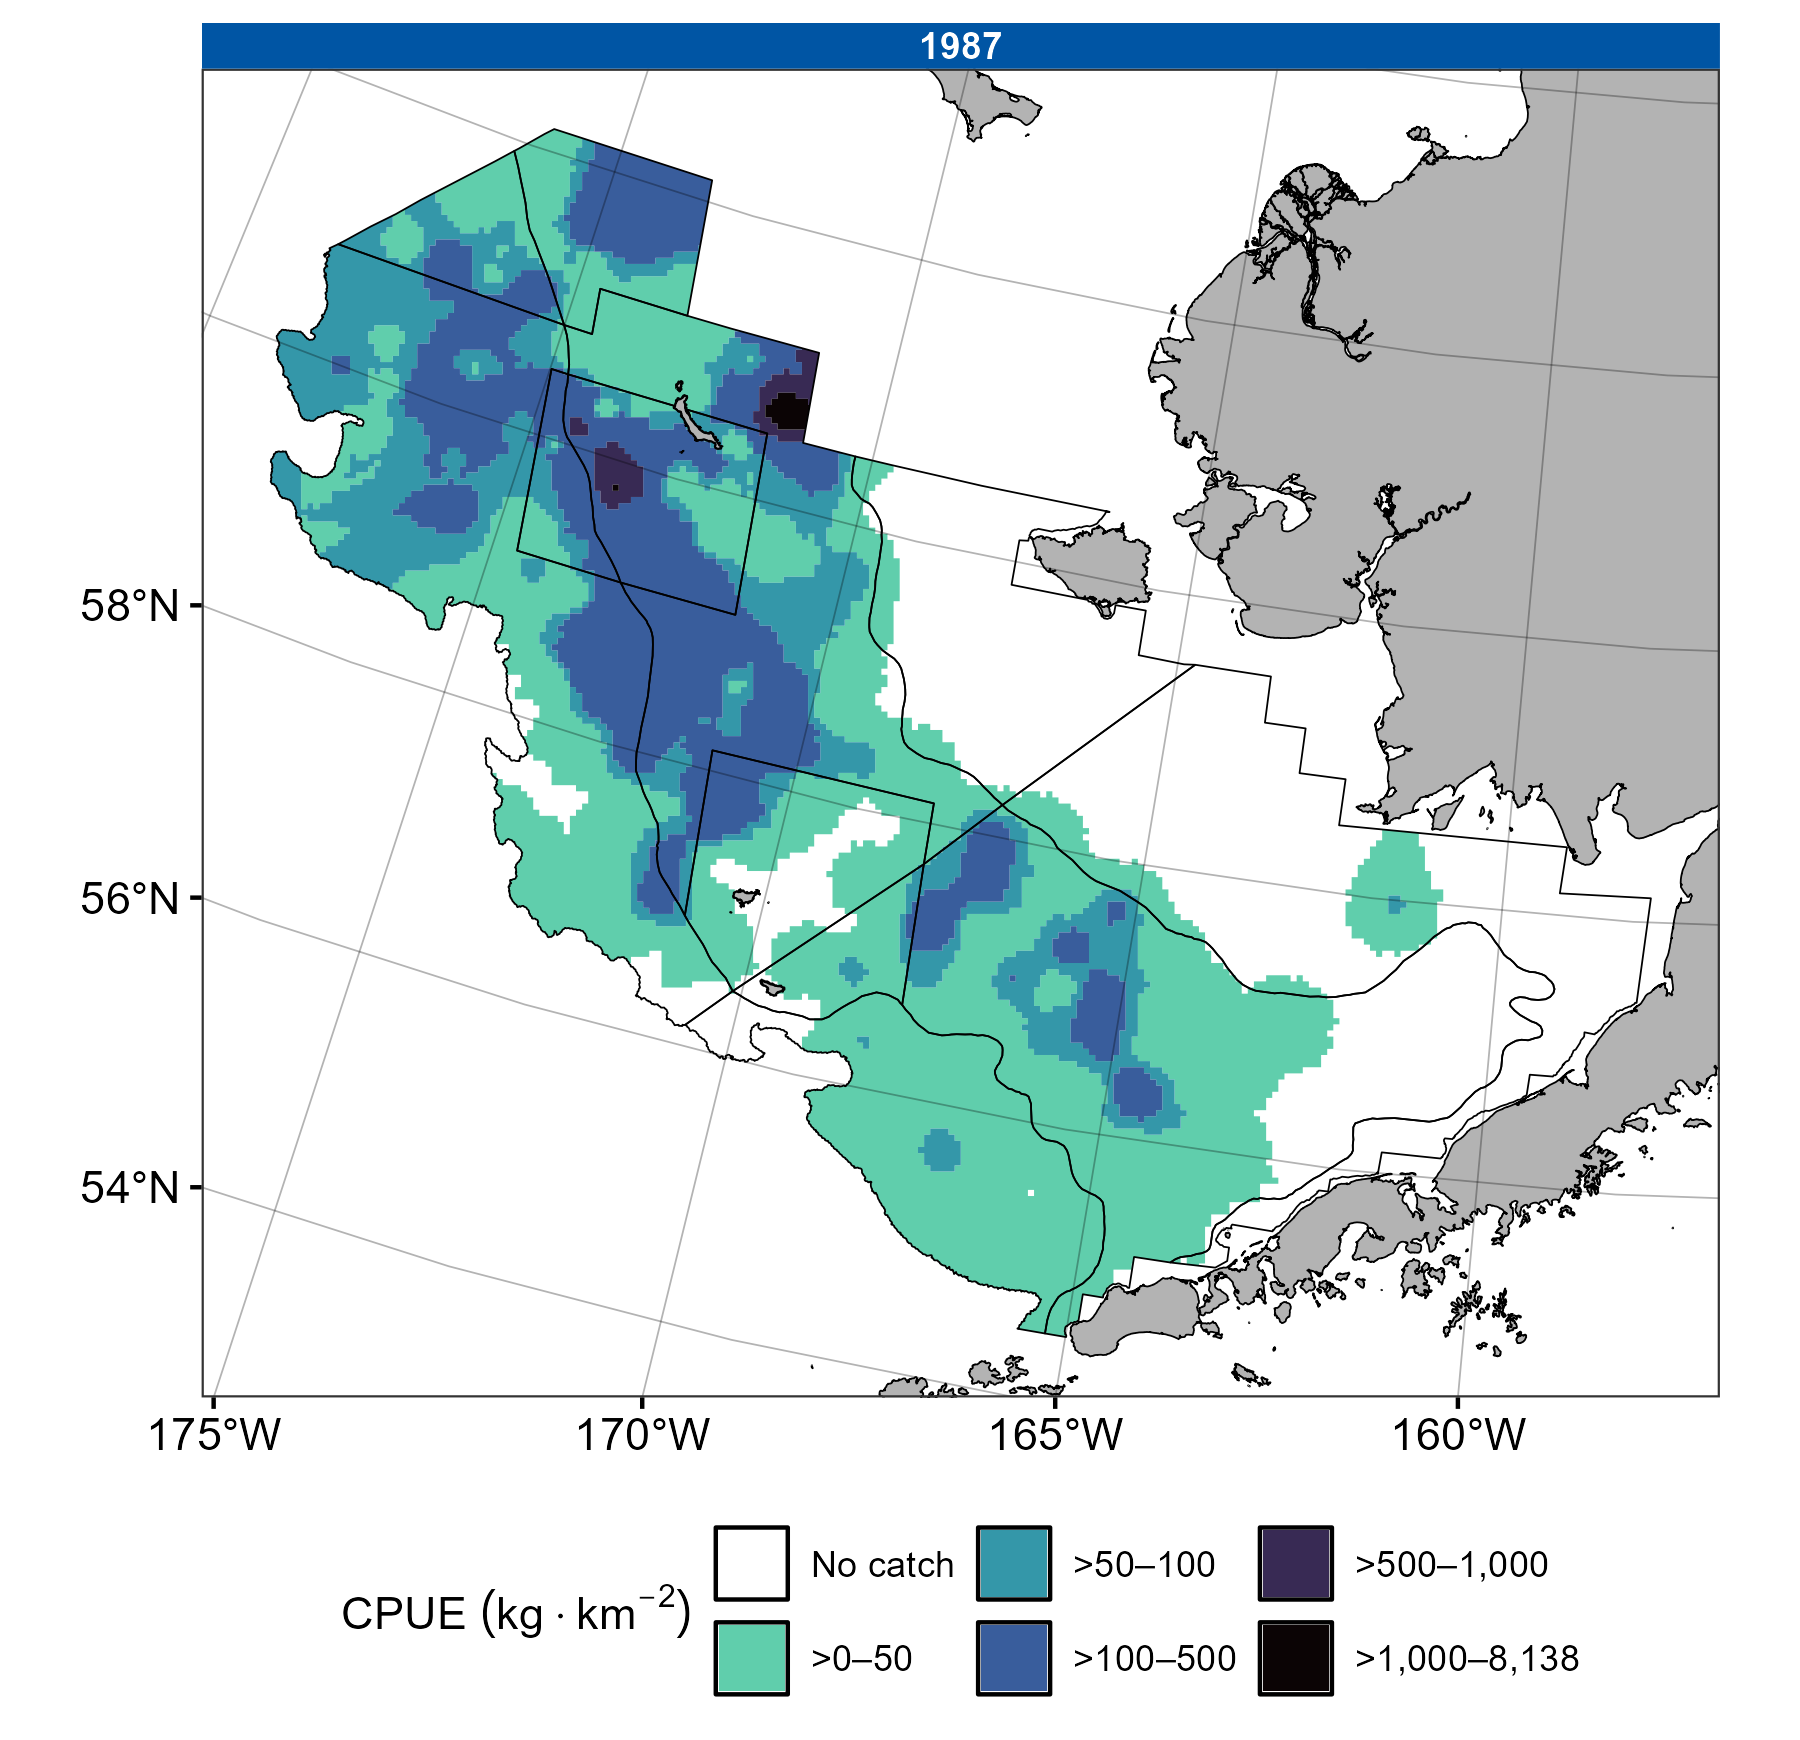 1987
58°N
56°N
54°N
175°W 170°W 165°W 160°W
CPUE (kg · km⁻²)
No catch >50–100 >500–1,000
>0–50 >100–500 >1,000–8,138